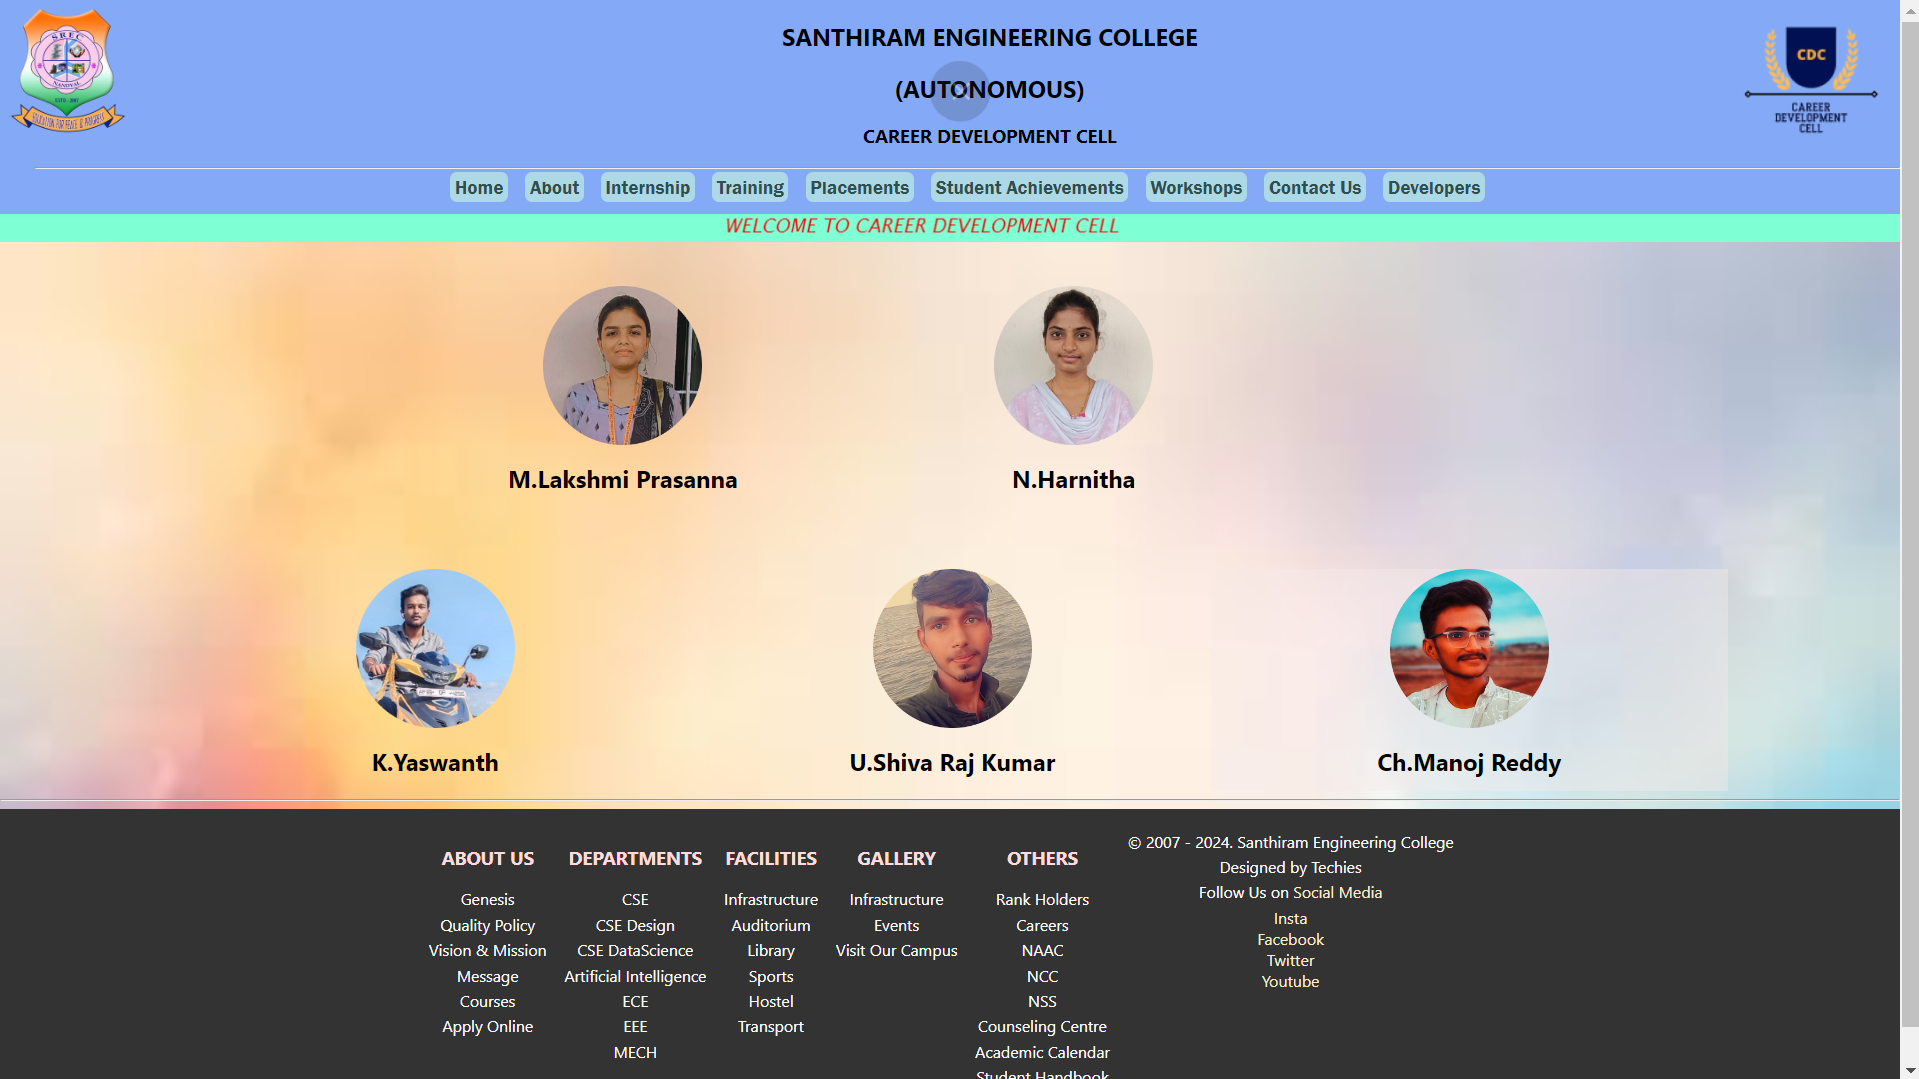 SREC
NANDYAL
ESTD : 2007
EDUCATION FOR PEACE & PROGRESS
SANTHIRAM ENGINEERING COLLEGE
(AUTONOMOUS)
CAREER DEVELOPMENT CELL
CDC
CAREER
DEVELOPMENT
CELL
Home About Internship Training Placements Student Achievements Workshops Contact Us Developers
WELCOME TO CAREER DEVELOPMENT CELL
M.Lakshmi Prasanna N.Harnitha
K.Yaswanth U.Shiva Raj Kumar Ch.Manoj Reddy
ABOUT US
Genesis
Quality Policy
Vision & Mission
Message
Courses
Apply Online
DEPARTMENTS
CSE
CSE Design
CSE DataScience
Artificial Intelligence
ECE
EEE
MECH
FACILITIES
Infrastructure
Auditorium
Library
Sports
Hostel
Transport
GALLERY
Infrastructure
Events
Visit Our Campus
OTHERS
Rank Holders
Careers
NAAC
NCC
NSS
Counseling Centre
Academic Calendar
Student Handbook
© 2007 - 2024. Santhiram Engineering College
Designed by Techies
Follow Us on Social Media
Insta
Facebook
Twitter
Youtube